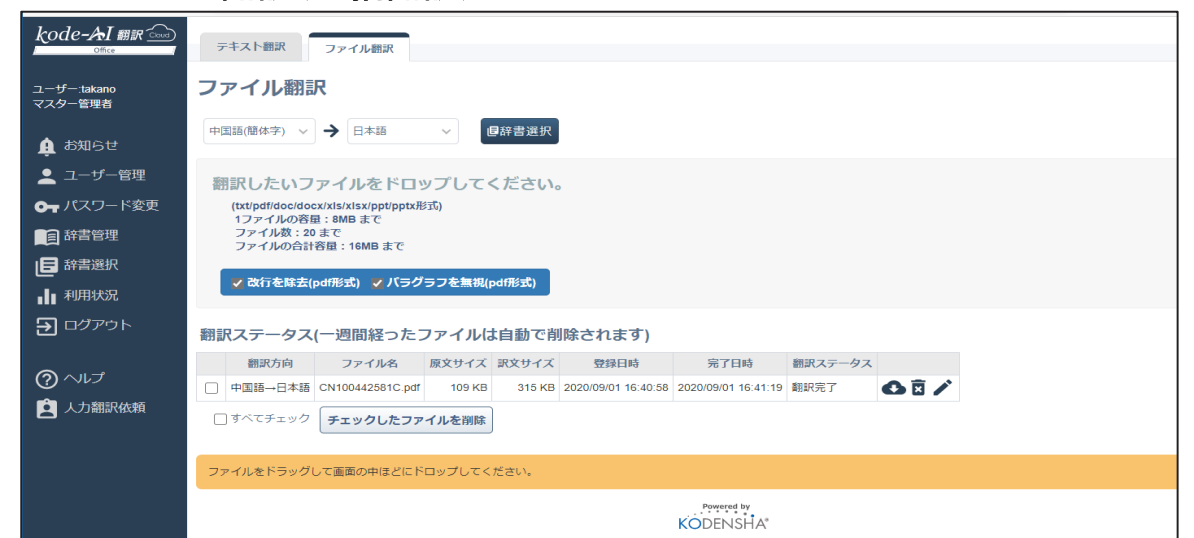 kode-AI 翻訳 Cloud
Office
ユーザー:takano
マスター管理者
お知らせ
ユーザー管理
パスワード変更
辞書管理
辞書選択
利用状況
ログアウト
ヘルプ
人力翻訳依頼
テキスト翻訳 ファイル翻訳
ファイル翻訳
中国語(簡体字) → 日本語 辞書選択
翻訳したいファイルをドロップしてください。
(txt/pdf/doc/docx/xls/xlsx/ppt/pptx形式)
1ファイルの容量：8MB まで
ファイル数：20 まで
ファイルの合計容量：16MB まで
改行を除去(pdf形式) パラグラフを無視(pdf形式)
翻訳ステータス(一週間経ったファイルは自動で削除されます)
翻訳方向 ファイル名 原文サイズ 訳文サイズ 登録日時 完了日時 翻訳ステータス
中国語→日本語 CN100442581C.pdf 109 KB 315 KB 2020/09/01 16:40:58 2020/09/01 16:41:19 翻訳完了
すべてチェック チェックしたファイルを削除
ファイルをドラッグして画面の中ほどにドロップしてください。
Powered by
KODENSHA®